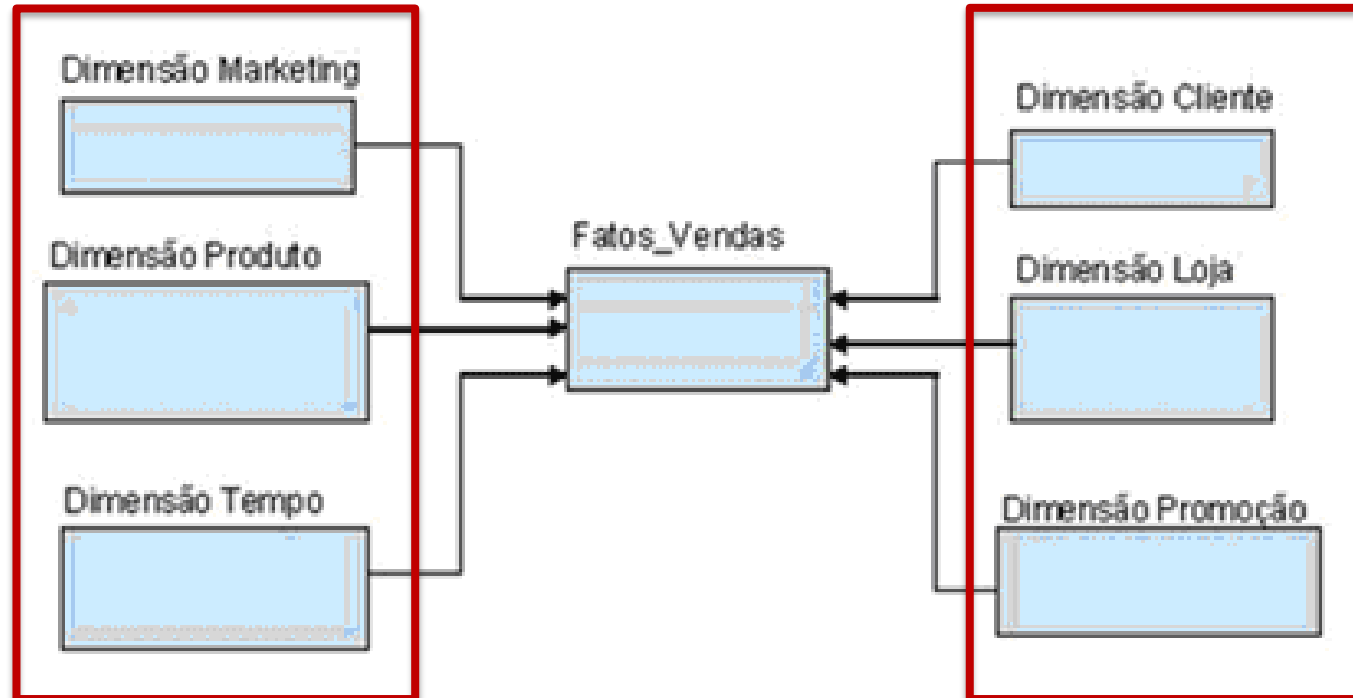 Dimensão Marketing
Dimensão Produto
Dimensão Tempo
Fatos_Vendas
Dimensão Cliente
Dimensão Loja
Dimensão Promoção